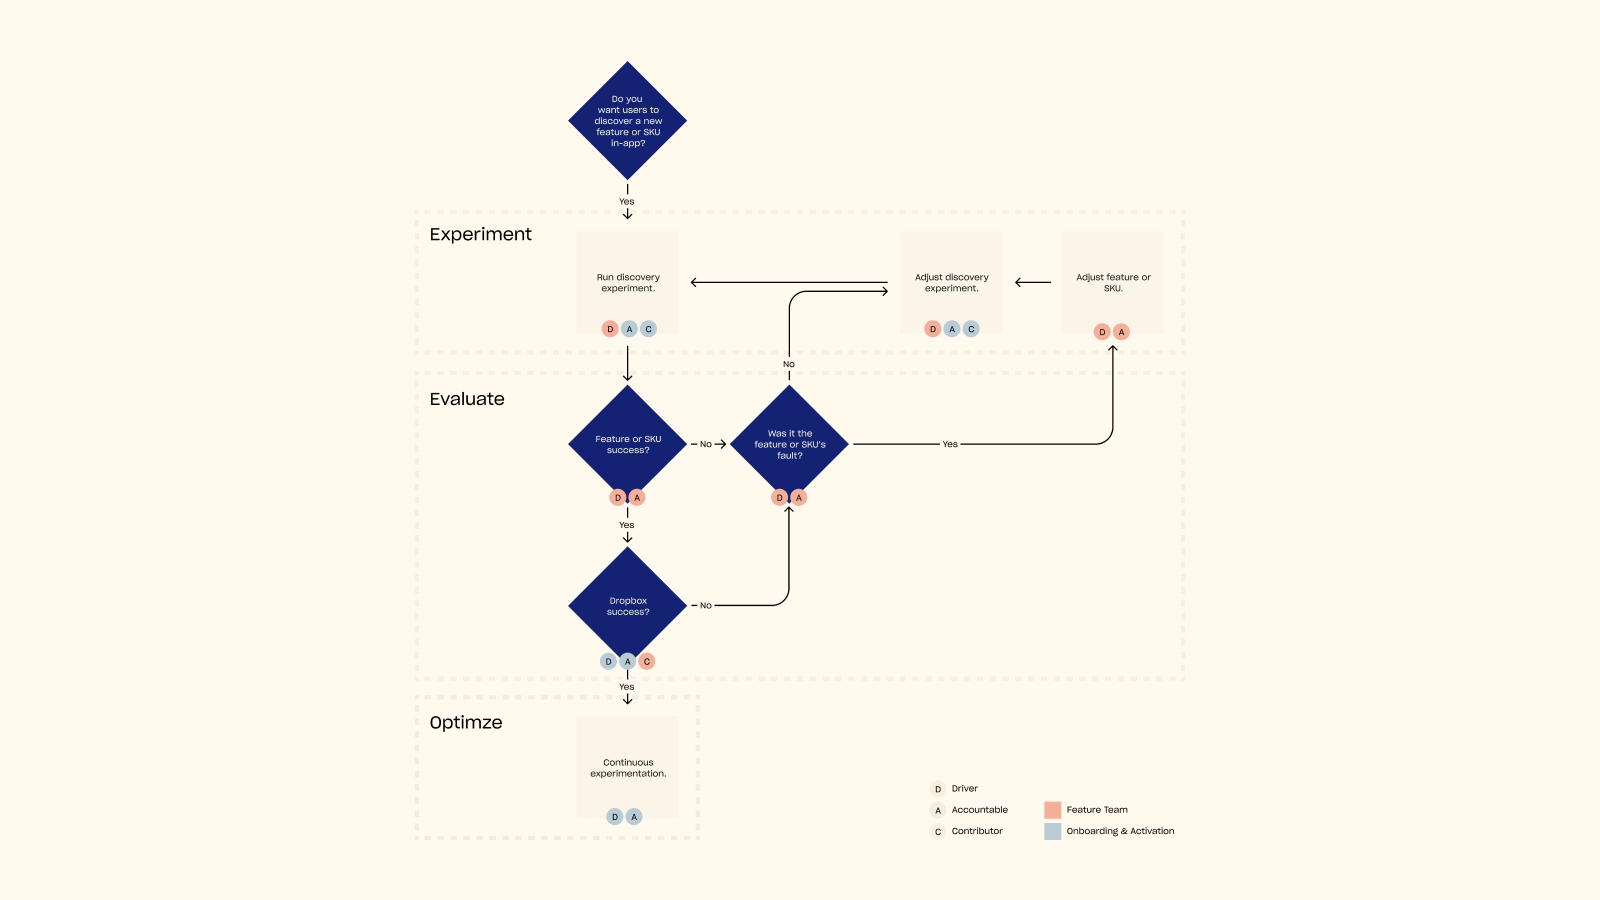 Do you
want users to
discover a new
feature or SKU
in-app?
Yes
Experiment
Run discovery
experiment.
D A C
Adjust discovery
experiment.
D A C
Adjust feature or
SKU.
D A
No
Evaluate
Feature or SKU
success?
D A
No
Was it the
feature or SKU's
fault?
D A
Yes
Yes
Dropbox
success?
D A C
No
Yes
Optimze
Continuous
experimentation.
D A
D Driver
A Accountable
C Contributor
Feature Team
Onboarding & Activation